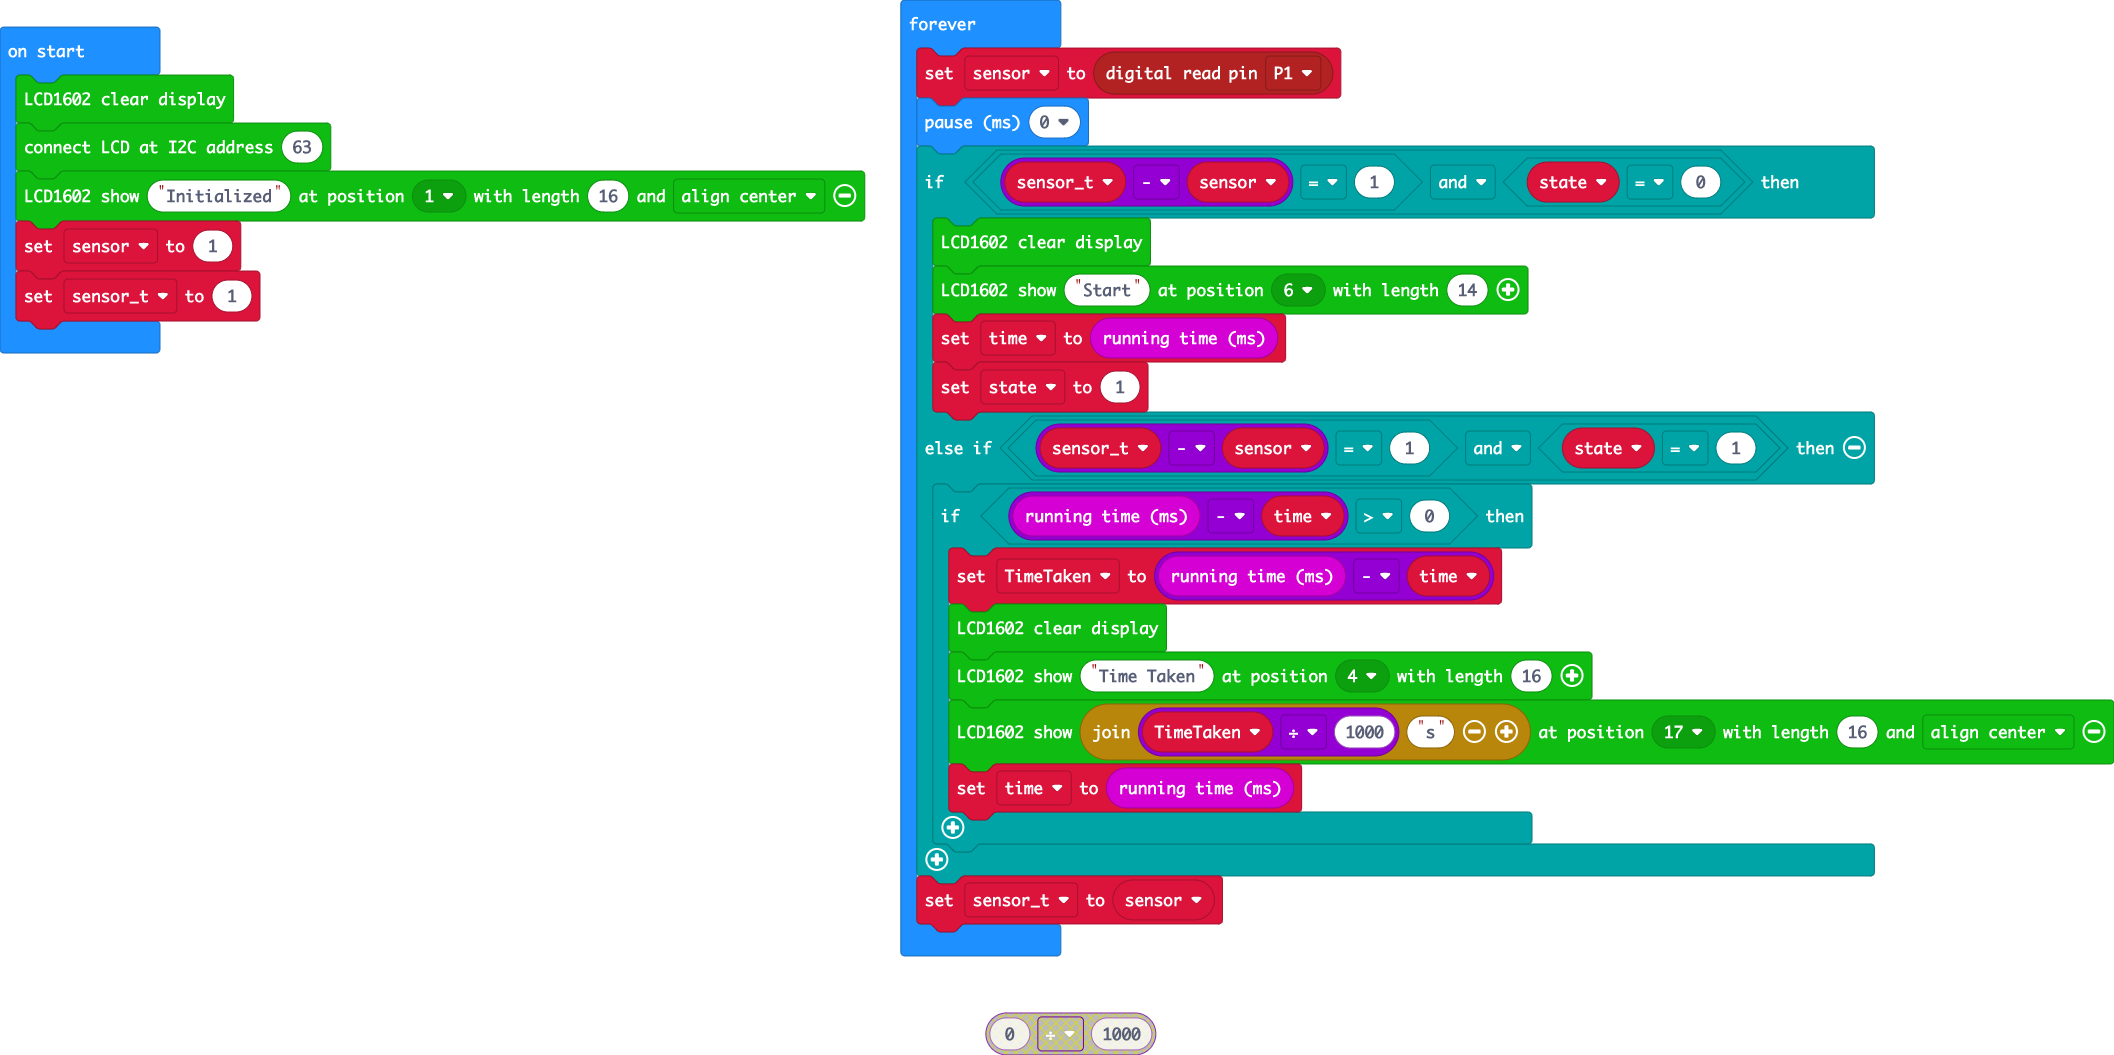 on start
LCD1602 clear display
connect LCD at I2C address 63
LCD1602 show "Initialized" at position 1 with length 16 and align center
set sensor to 1
set sensor_t to 1
forever
set sensor to digital read pin P1
pause (ms) 0
if sensor_t - sensor = 1 and state = 0 then
LCD1602 clear display
LCD1602 show "Start" at position 6 with length 14
set time to running time (ms)
set state to 1
else if sensor_t - sensor = 1 and state = 1 then
if running time (ms) - time > 0 then
set TimeTaken to running time (ms) - time
LCD1602 clear display
LCD1602 show "Time Taken" at position 4 with length 16
LCD1602 show join TimeTaken ÷ 1000 "s" at position 17 with length 16 and align center
set time to running time (ms)
set sensor_t to sensor
0 ÷ 1000